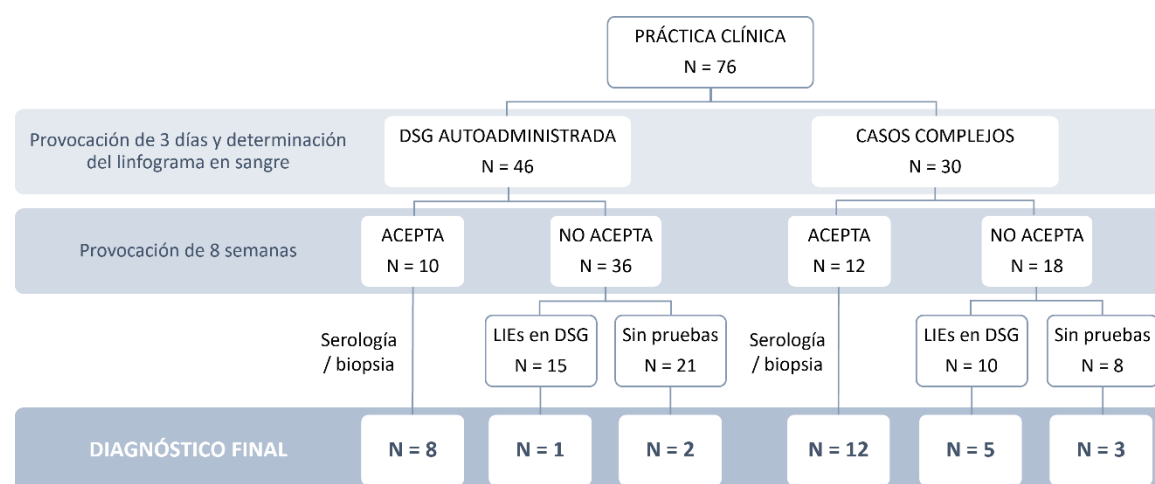 PRÁCTICA CLÍNICA
N = 76
Provocación de 3 días y determinación
del linfograma en sangre
DSG AUTOADMINISTRADA
N = 46
CASOS COMPLEJOS
N = 30
Provocación de 8 semanas
ACEPTA
N = 10
NO ACEPTA
N = 36
ACEPTA
N = 12
NO ACEPTA
N = 18
Serología
/ biopsia
LIEs en DSG
N = 15
Sin pruebas
N = 21
Serología
/ biopsia
LIEs en DSG
N = 10
Sin pruebas
N = 8
DIAGNÓSTICO FINAL
N = 8
N = 1
N = 2
N = 12
N = 5
N = 3